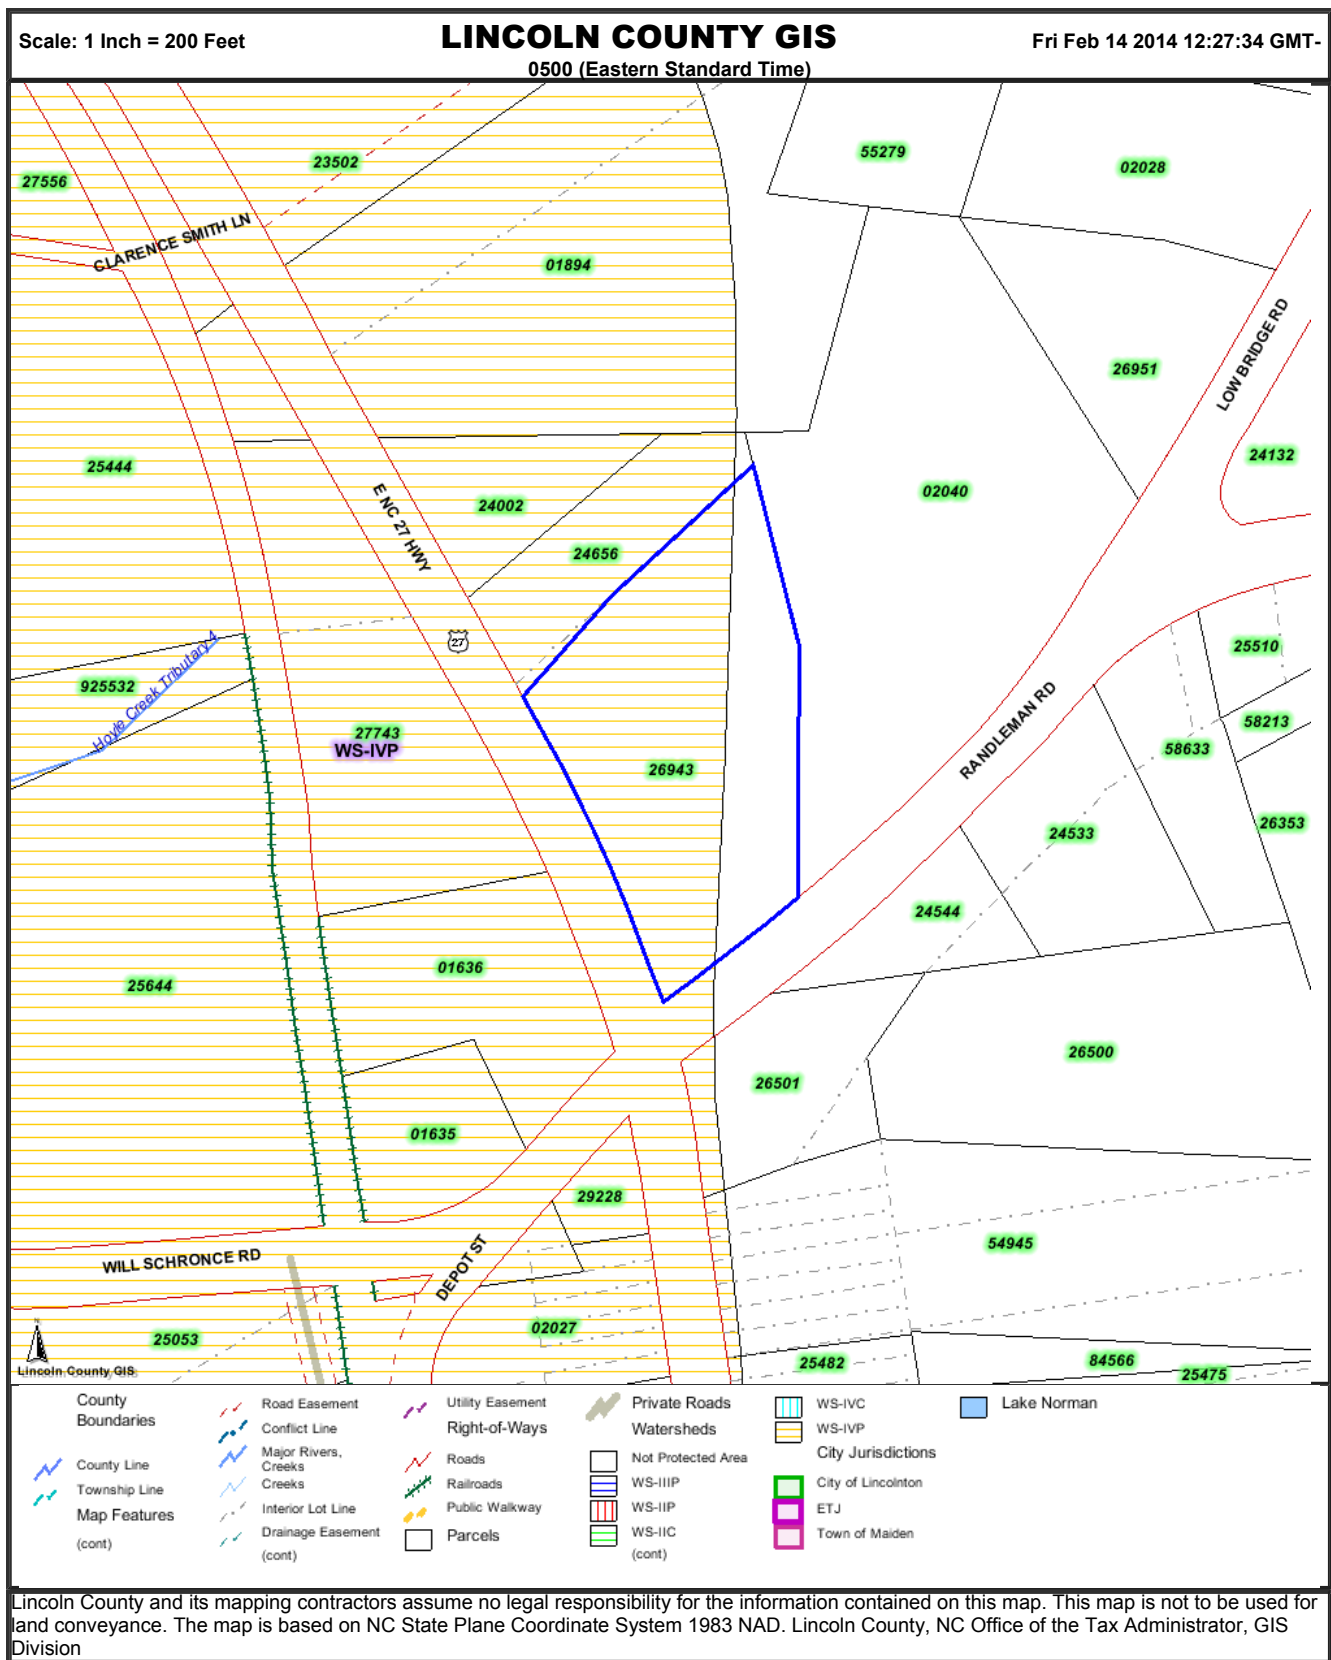 Scale: 1 Inch = 200 Feet
LINCOLN COUNTY GIS
Fri Feb 14 2014 12:27:34 GMT-
0500 (Eastern Standard Time)
55279
02028
23502
27556
CLARENCE SMITH LN
01894
LOW BRIDGE RD
26951
24132
25444
02040
24002
E NC 27 HWY
24656
27
25510
Hoyle Creek Tributary 4
925532
58213
27743
WS-IVP
58633
RANDLEMAN RD
26943
26353
24533
24544
01636
25644
26500
26501
01635
29228
54945
WILL SCHRONCE RD
DEPOT ST
02027
25053
25482
84566
25475
N
Lincoln County GIS
County
Boundaries
County Line
Township Line
Map Features
(cont)
Road Easement
Conflict Line
Major Rivers,
Creeks
Creeks
Interior Lot Line
Drainage Easement
(cont)
Utility Easement
Right-of-Ways
Roads
Railroads
Public Walkway
Parcels
Private Roads
Watersheds
Not Protected Area
WS-IIIP
WS-IIP
WS-IIC
(cont)
WS-IVC
WS-IVP
City Jurisdictions
City of Lincolnton
ETJ
Town of Maiden
Lake Norman
Lincoln County and its mapping contractors assume no legal responsibility for the information contained on this map. This map is not to be used for
land conveyance. The map is based on NC State Plane Coordinate System 1983 NAD. Lincoln County, NC Office of the Tax Administrator, GIS
Division